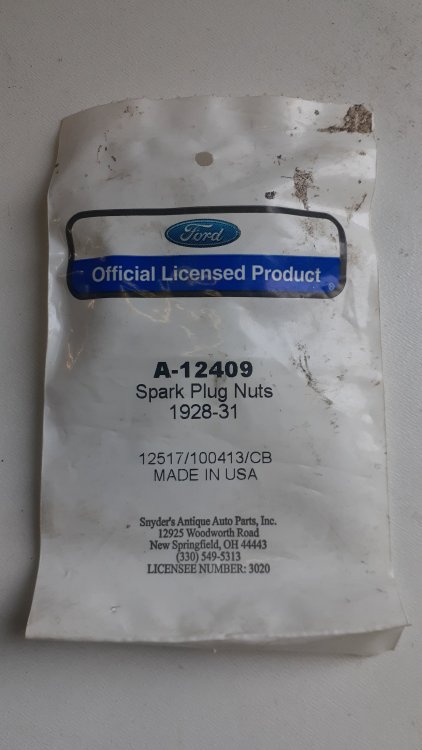 Ford
Official Licensed Product
®
A-12409
Spark Plug Nuts
1928-31
12517/100413/CB
MADE IN USA
Snyder's Antique Auto Parts, Inc.
12925 Woodworth Road
New Springfield, OH 44443
(330) 549-5313
LICENSEE NUMBER: 3020